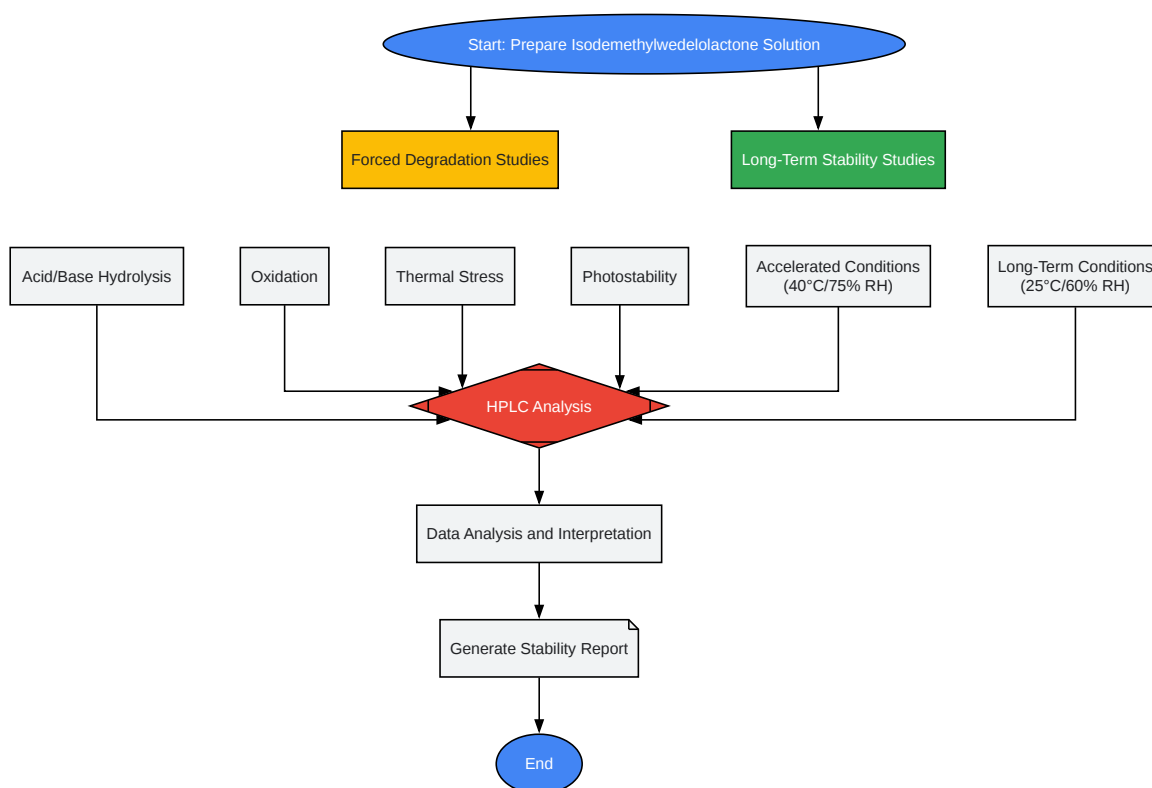 Start: Prepare Isodemethylwedelolactone Solution
Forced Degradation Studies
Long-Term Stability Studies
Acid/Base Hydrolysis
Oxidation
Thermal Stress
Photostability
Accelerated Conditions
(40°C/75% RH)
Long-Term Conditions
(25°C/60% RH)
HPLC Analysis
Data Analysis and Interpretation
Generate Stability Report
End